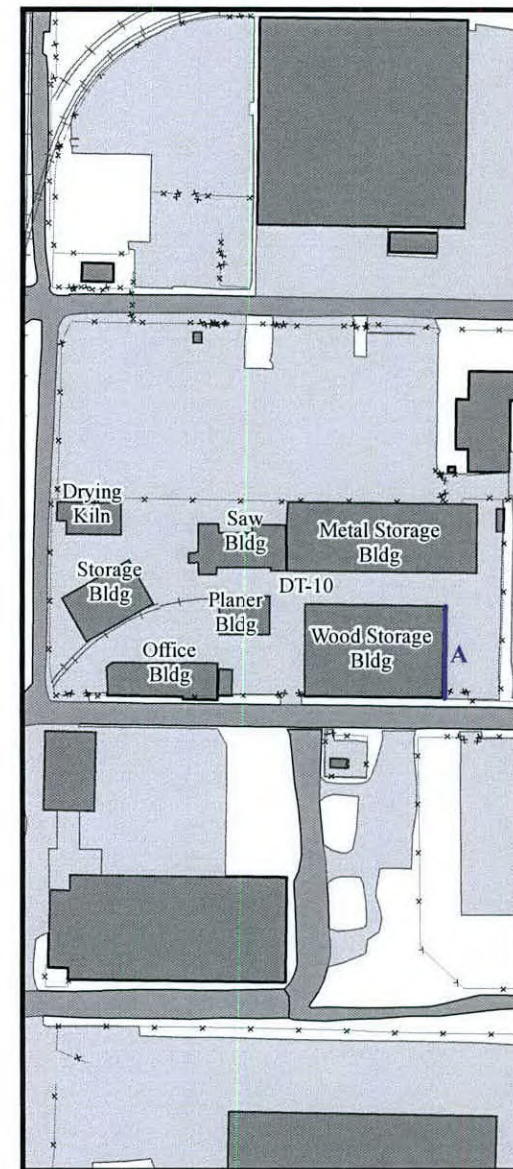 Drying
Kiln
Saw
Bldg
Metal Storage
Bldg
Storage
Bldg
DT-10
Planer
Bldg
Wood Storage
Bldg
A
Office
Bldg